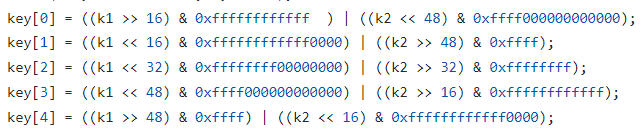 key[0] = ((k1 >> 16) & 0xffffffffffff  ) | ((k2 << 48) & 0xffff000000000000);
key[1] = ((k1 << 16) & 0xffffffffffff0000) | ((k2 >> 48) & 0xffff);
key[2] = ((k1 << 32) & 0xffffffff00000000) | ((k2 >> 32) & 0xffffffff);
key[3] = ((k1 << 48) & 0xffff000000000000) | ((k2 >> 16) & 0xffffffffffff);
key[4] = ((k1 >> 48) & 0xffff) | ((k2 << 16) & 0xffffffffffff0000);